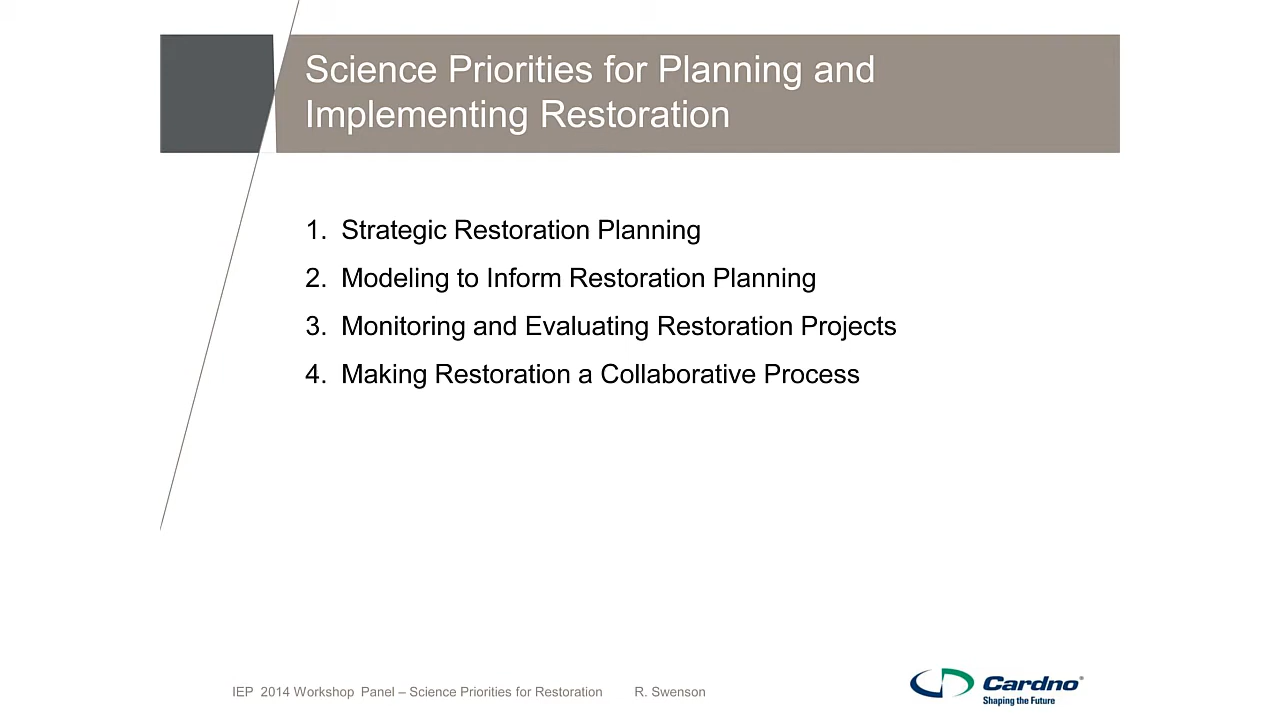 Science Priorities for Planning and
Implementing Restoration
1. Strategic Restoration Planning
2. Modeling to Inform Restoration Planning
3. Monitoring and Evaluating Restoration Projects
4. Making Restoration a Collaborative Process
IEP 2014 Workshop Panel – Science Priorities for Restoration R. Swenson
Cardno®
Shaping the Future